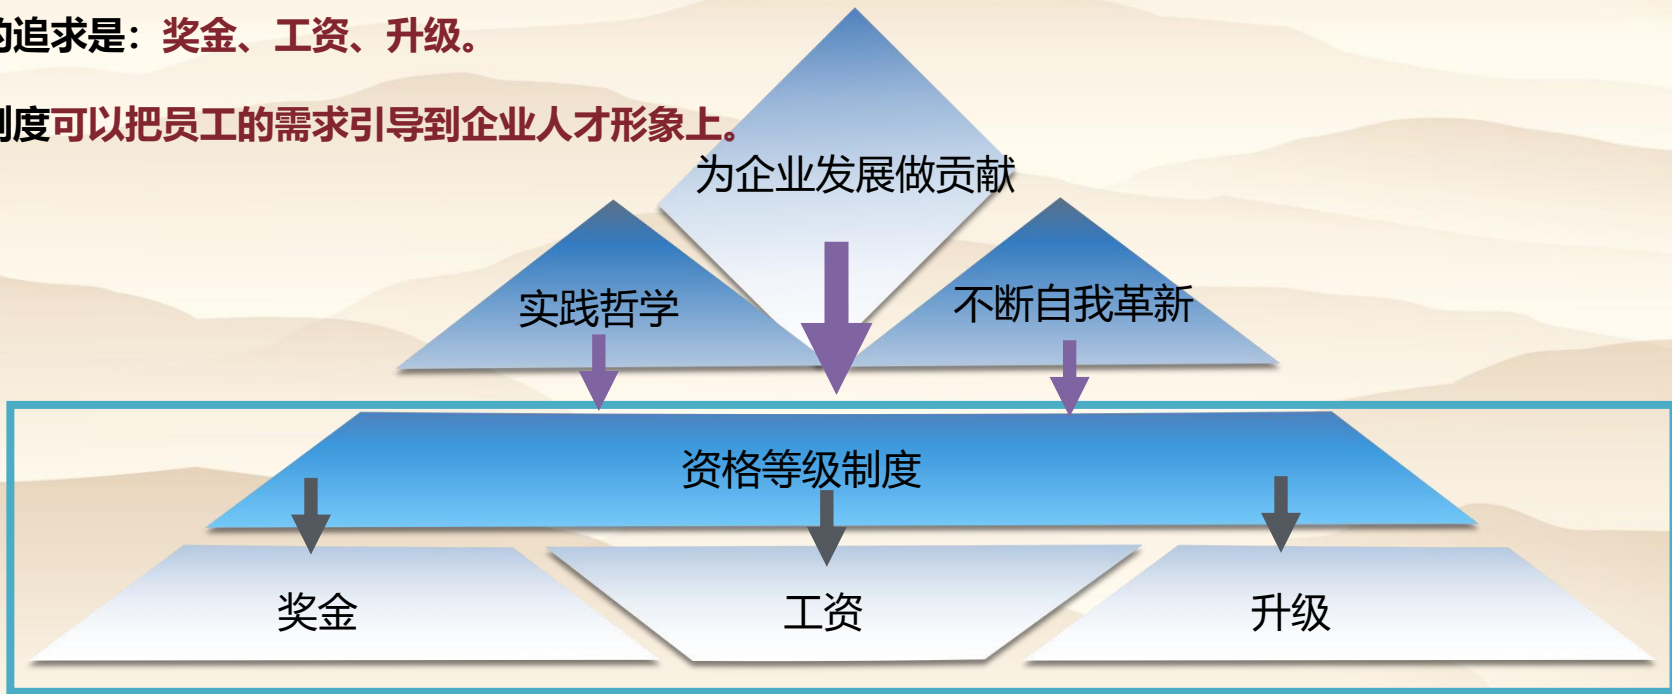 的追求是：奖金、工资、升级。
制度可以把员工的需求引导到企业人才形象上。
为企业发展做贡献
实践哲学
不断自我革新
资格等级制度
奖金
工资
升级